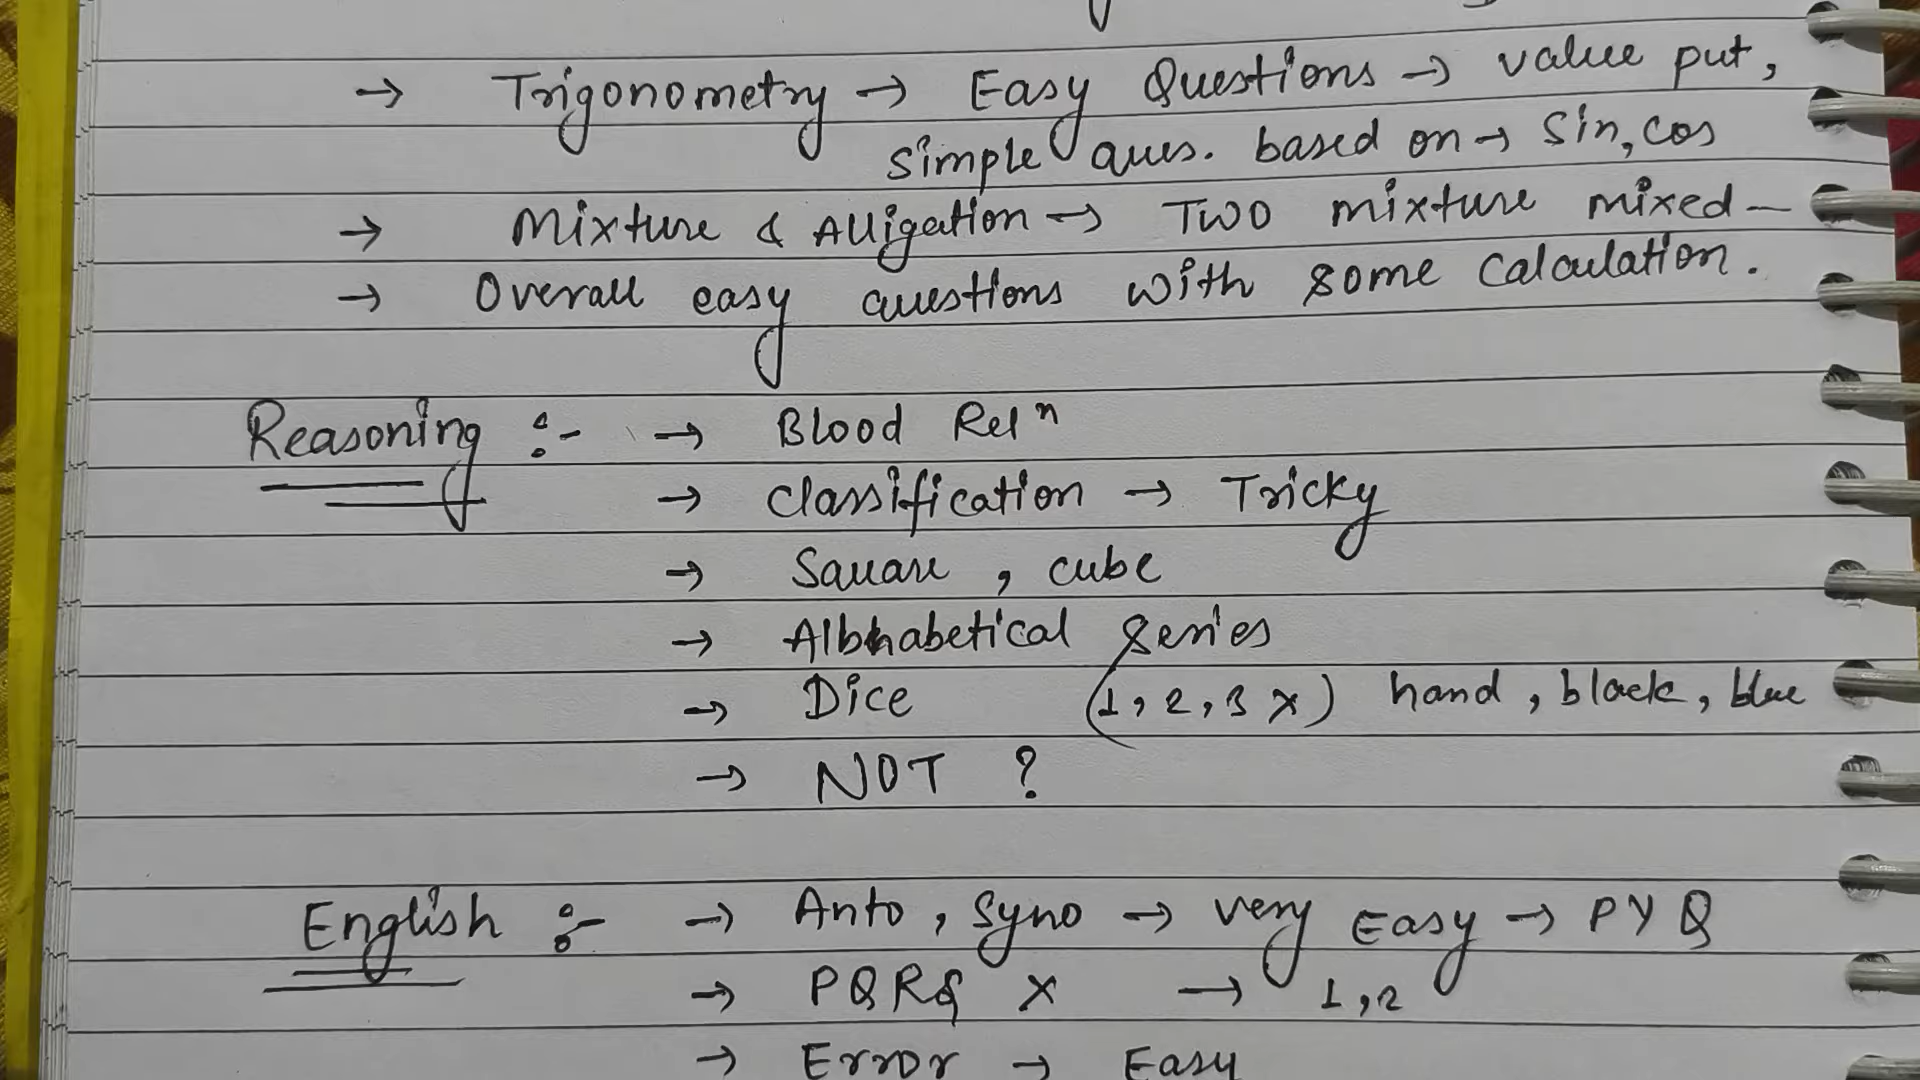 → Trigonometry → Easy Questions → value put,
simple ques. based on → Sin, cos
→ Mixture & Alligation → Two mixture mixed –
→ Overall easy questions with some calculation.
Reasoning :- → Blood Relⁿ
→ Classification → Tricky
→ Square , cube
→ Alphabetical series
→ Dice (1, 2, 3 x) hand , black , blue
→ NOT ?
English :- → Anto , Syno → very Easy → PYQ
→ PQRS x → 1,2
→ Error → Easy